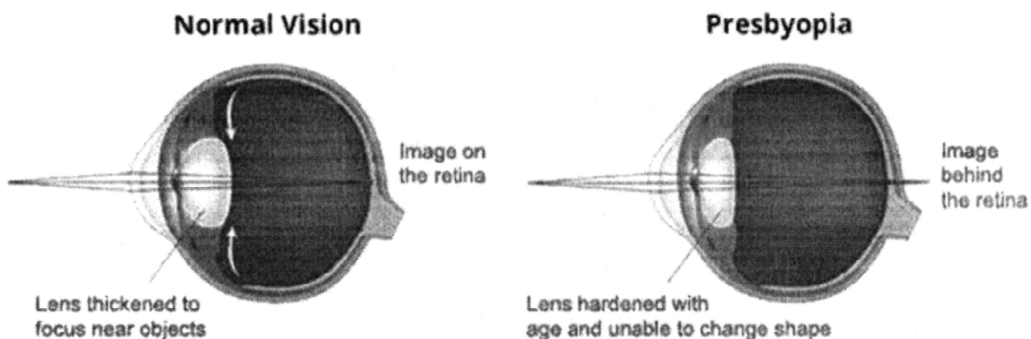 Normal Vision
Image on
the retina
Lens thickened to
focus near objects
Presbyopia
Image
behind
the retina
Lens hardened with
age and unable to change shape